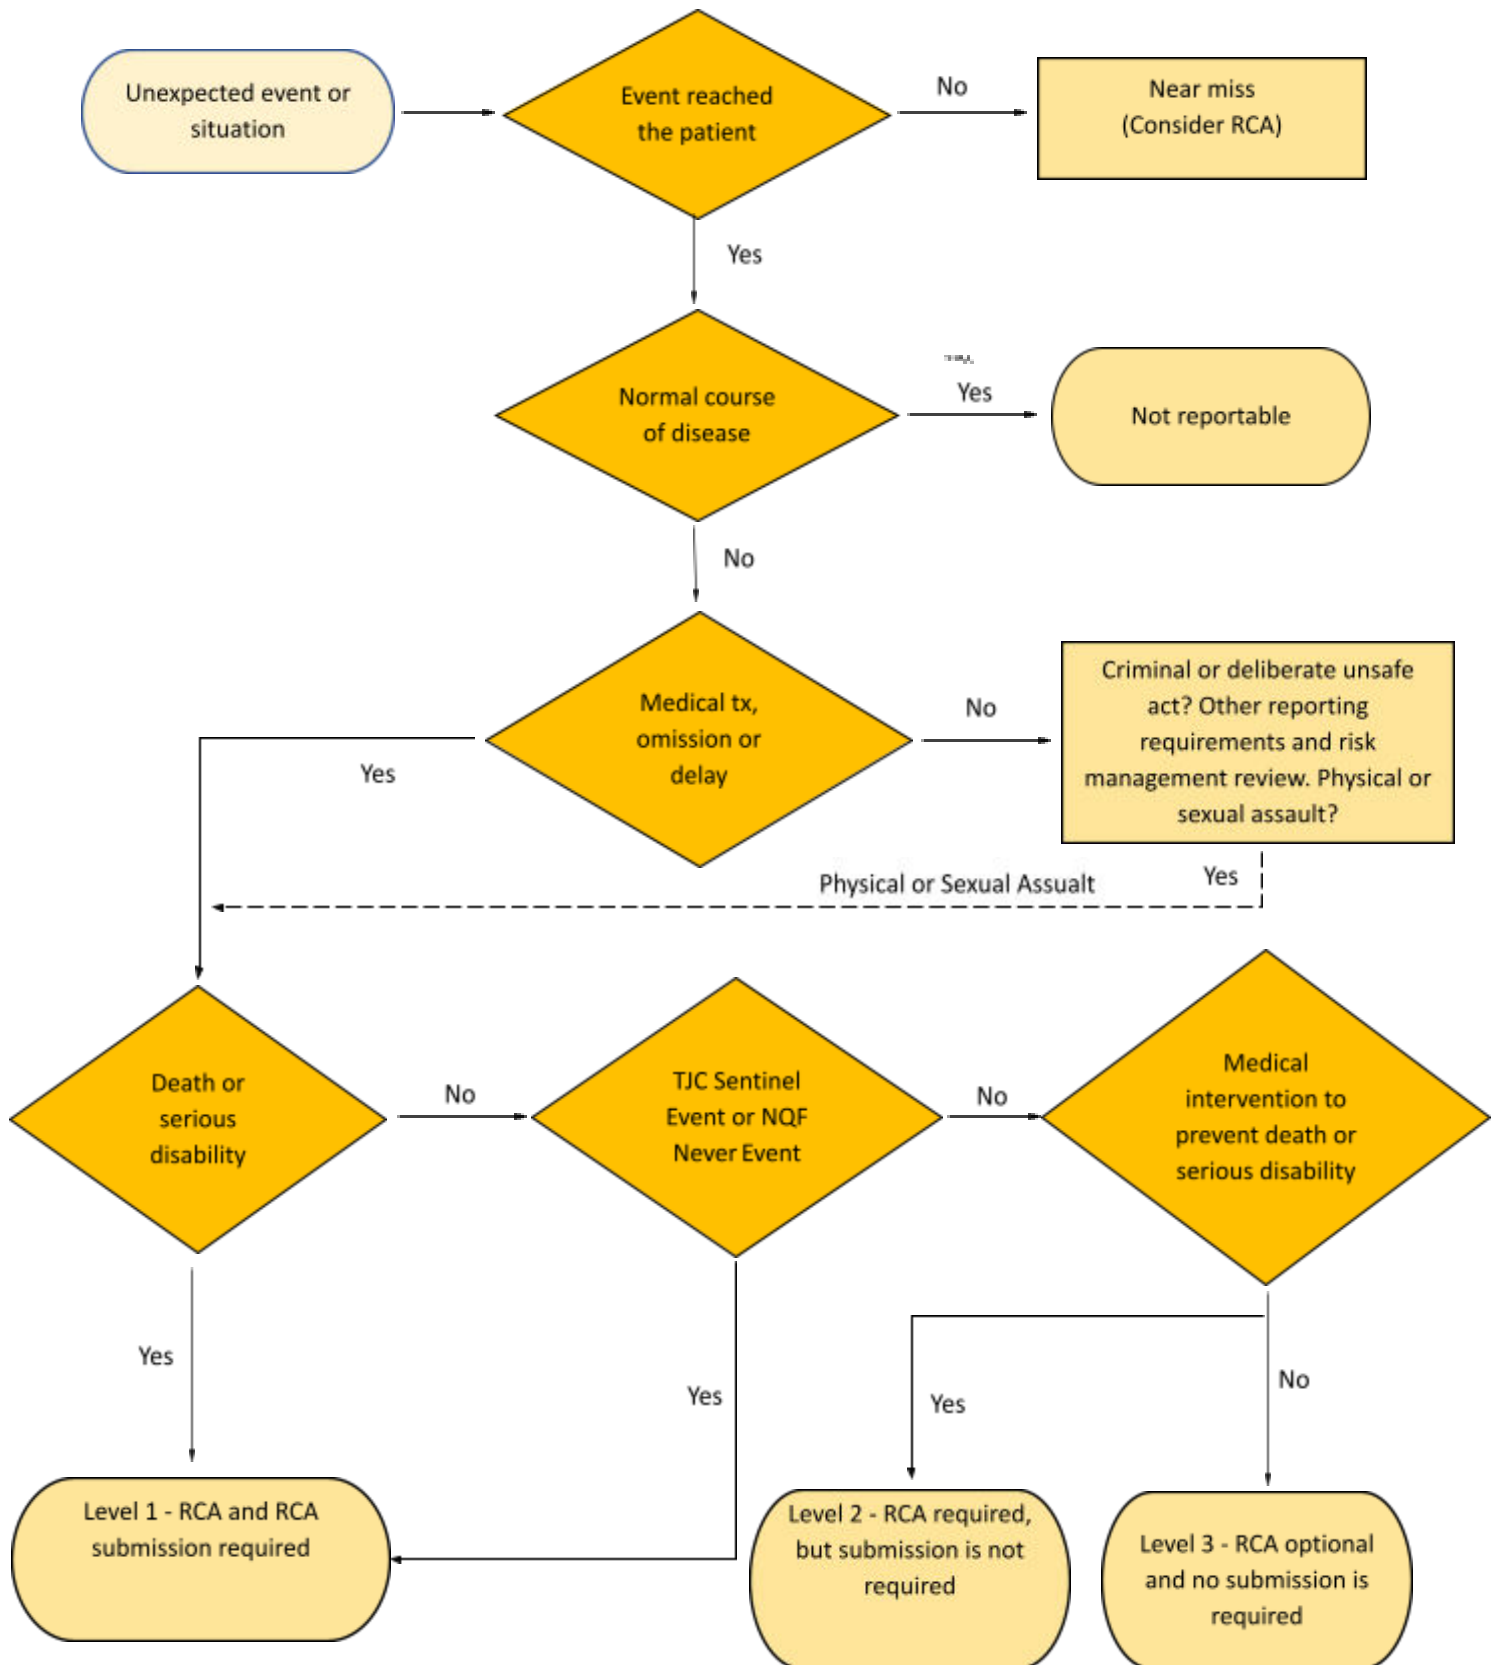 Unexpected event or
situation
Event reached
the patient
No
Near miss
(Consider RCA)
Yes
Normal course
of disease
Yes
Not reportable
No
Medical tx,
omission or
delay
No
Criminal or deliberate unsafe
act? Other reporting
requirements and risk
management review. Physical or
sexual assault?
Yes
Physical or Sexual Assualt
Yes
Death or
serious
disability
No
TJC Sentinel
Event or NQF
Never Event
No
Medical
intervention to
prevent death or
serious disability
Yes
Yes
Yes
No
Level 1 - RCA and RCA
submission required
Level 2 - RCA required,
but submission is not
required
Level 3 - RCA optional
and no submission is
required